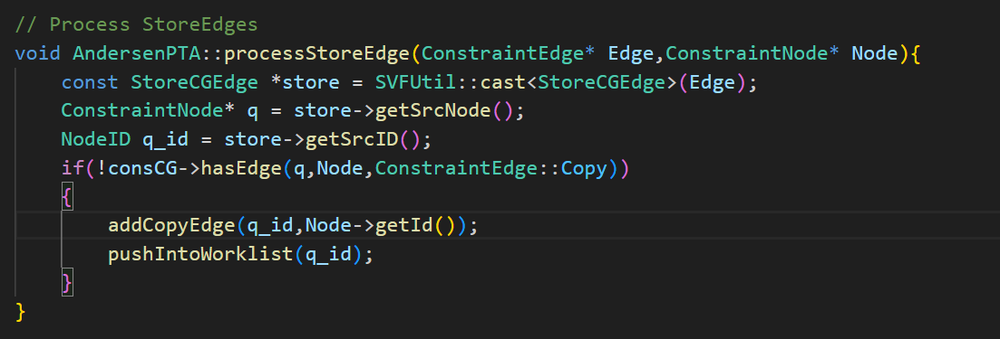 // Process StoreEdges
void AndersenPTA::processStoreEdge(ConstraintEdge* Edge,ConstraintNode* Node){
    const StoreCGEdge *store = SVFUtil::cast<StoreCGEdge>(Edge);
    ConstraintNode* q = store->getSrcNode();
    NodeID q_id = store->getSrcID();
    if(!consCG->hasEdge(q,Node,ConstraintEdge::Copy))
    {
        addCopyEdge(q_id,Node->getId());
        pushIntoWorklist(q_id);
    }
}